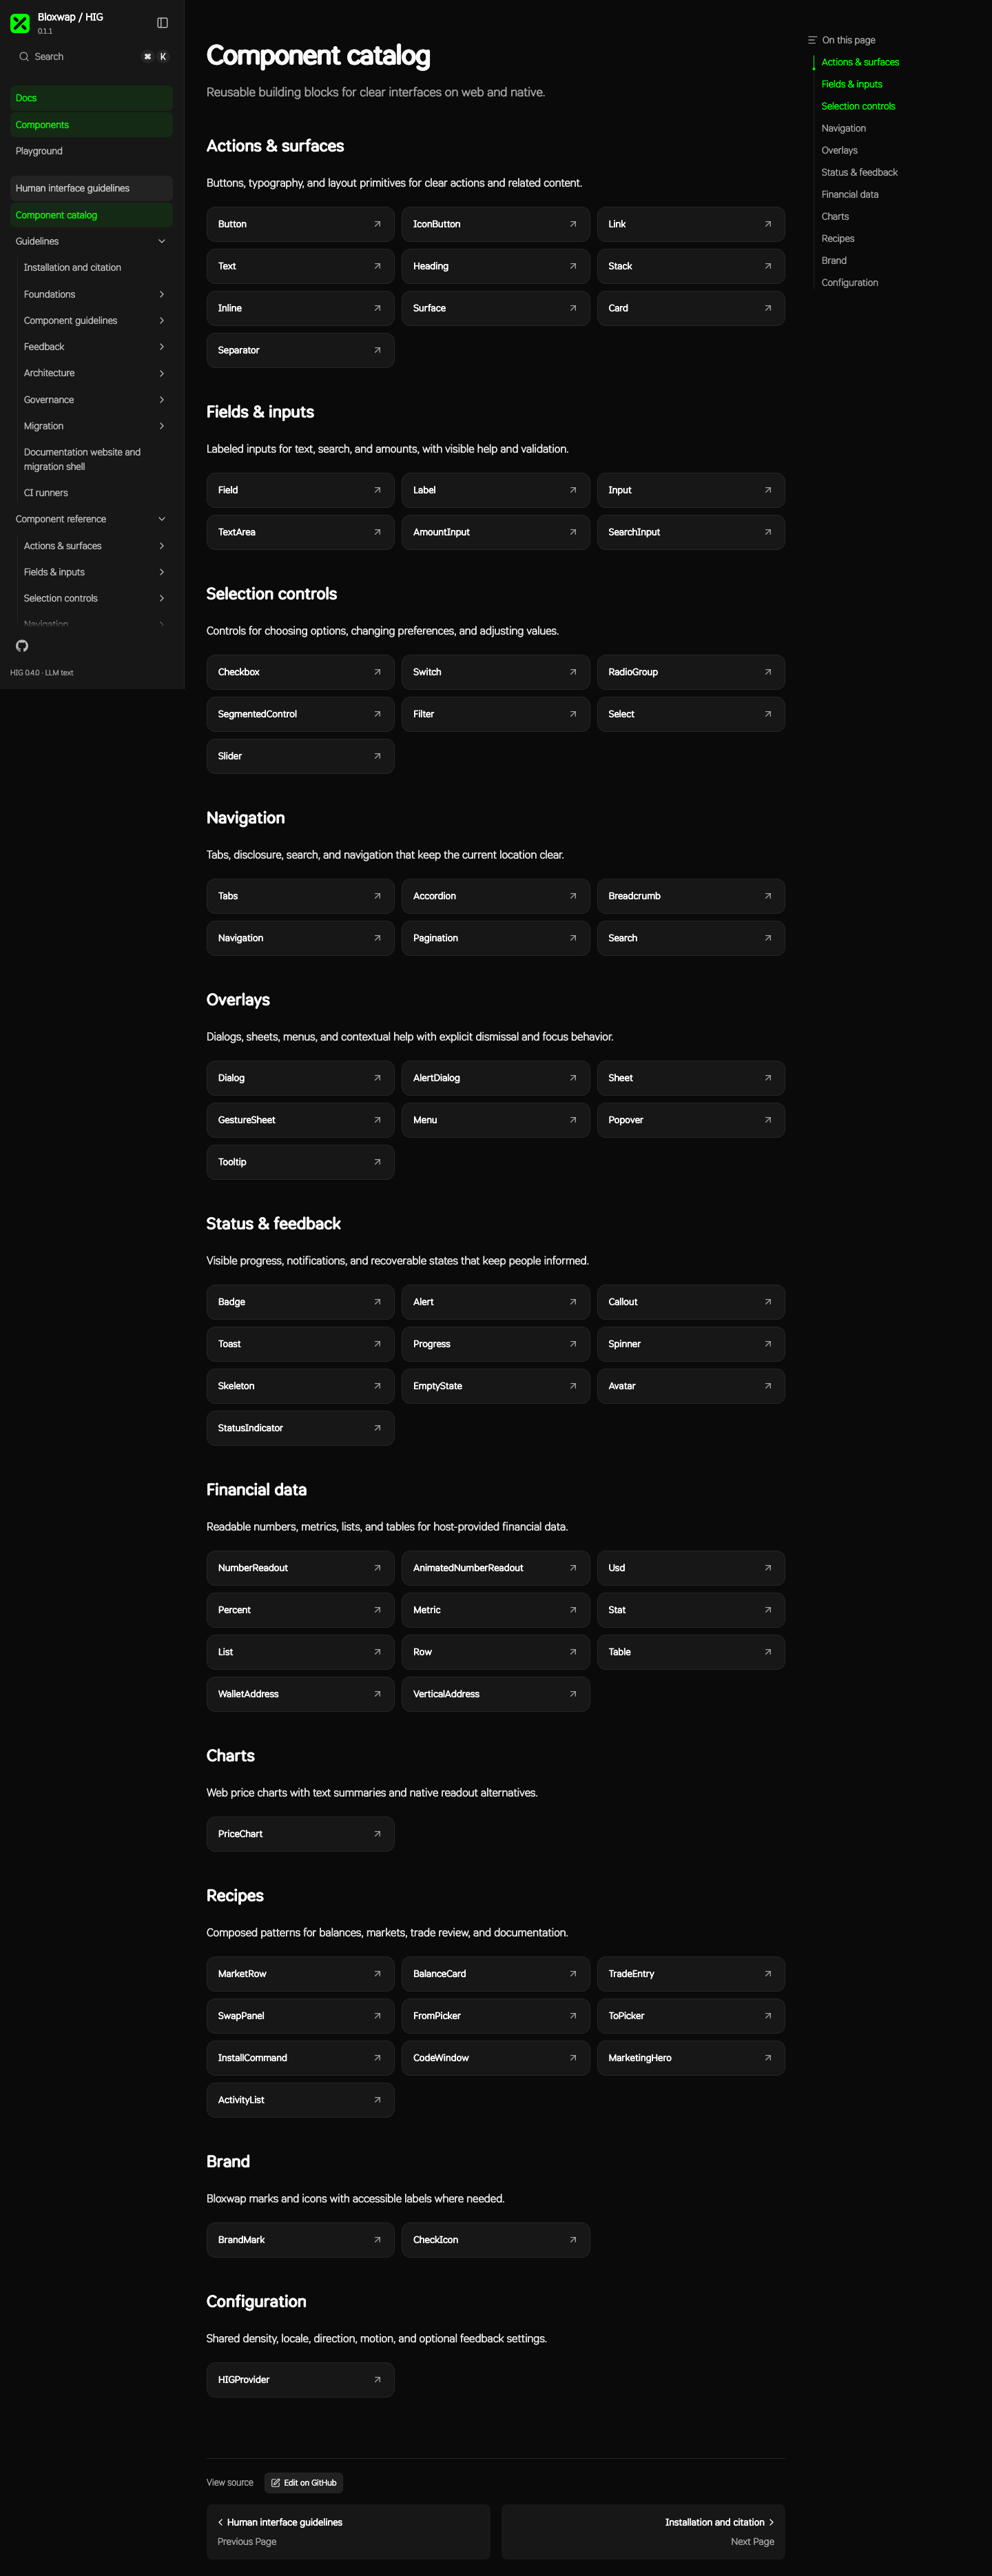 Bloxwap / HIG
0.1.1
Search
⌘ K
Docs
Components
Playground
Human interface guidelines
Component catalog
Guidelines
Installation and citation
Foundations
Component guidelines
Feedback
Architecture
Governance
Migration
Documentation website and
migration shell
CI runners
Component reference
Actions & surfaces
Fields & inputs
Selection controls
Navigation
HIG 0.4.0 · LLM text
Component catalog
Reusable building blocks for clear interfaces on web and native.
Actions & surfaces
Buttons, typography, and layout primitives for clear actions and related content.
Button
IconButton
Link
Text
Heading
Stack
Inline
Surface
Card
Separator
Fields & inputs
Labeled inputs for text, search, and amounts, with visible help and validation.
Field
Label
Input
TextArea
AmountInput
SearchInput
Selection controls
Controls for choosing options, changing preferences, and adjusting values.
Checkbox
Switch
RadioGroup
SegmentedControl
Filter
Select
Slider
Navigation
Tabs, disclosure, search, and navigation that keep the current location clear.
Tabs
Accordion
Breadcrumb
Navigation
Pagination
Search
Overlays
Dialogs, sheets, menus, and contextual help with explicit dismissal and focus behavior.
Dialog
AlertDialog
Sheet
GestureSheet
Menu
Popover
Tooltip
Status & feedback
Visible progress, notifications, and recoverable states that keep people informed.
Badge
Alert
Callout
Toast
Progress
Spinner
Skeleton
EmptyState
Avatar
StatusIndicator
Financial data
Readable numbers, metrics, lists, and tables for host-provided financial data.
NumberReadout
AnimatedNumberReadout
Usd
Percent
Metric
Stat
List
Row
Table
WalletAddress
VerticalAddress
Charts
Web price charts with text summaries and native readout alternatives.
PriceChart
Recipes
Composed patterns for balances, markets, trade review, and documentation.
MarketRow
BalanceCard
TradeEntry
SwapPanel
FromPicker
ToPicker
InstallCommand
CodeWindow
MarketingHero
ActivityList
Brand
Bloxwap marks and icons with accessible labels where needed.
BrandMark
CheckIcon
Configuration
Shared density, locale, direction, motion, and optional feedback settings.
HIGProvider
View source
Edit on GitHub
Human interface guidelines
Previous Page
Installation and citation
Next Page
On this page
Actions & surfaces
Fields & inputs
Selection controls
Navigation
Overlays
Status & feedback
Financial data
Charts
Recipes
Brand
Configuration